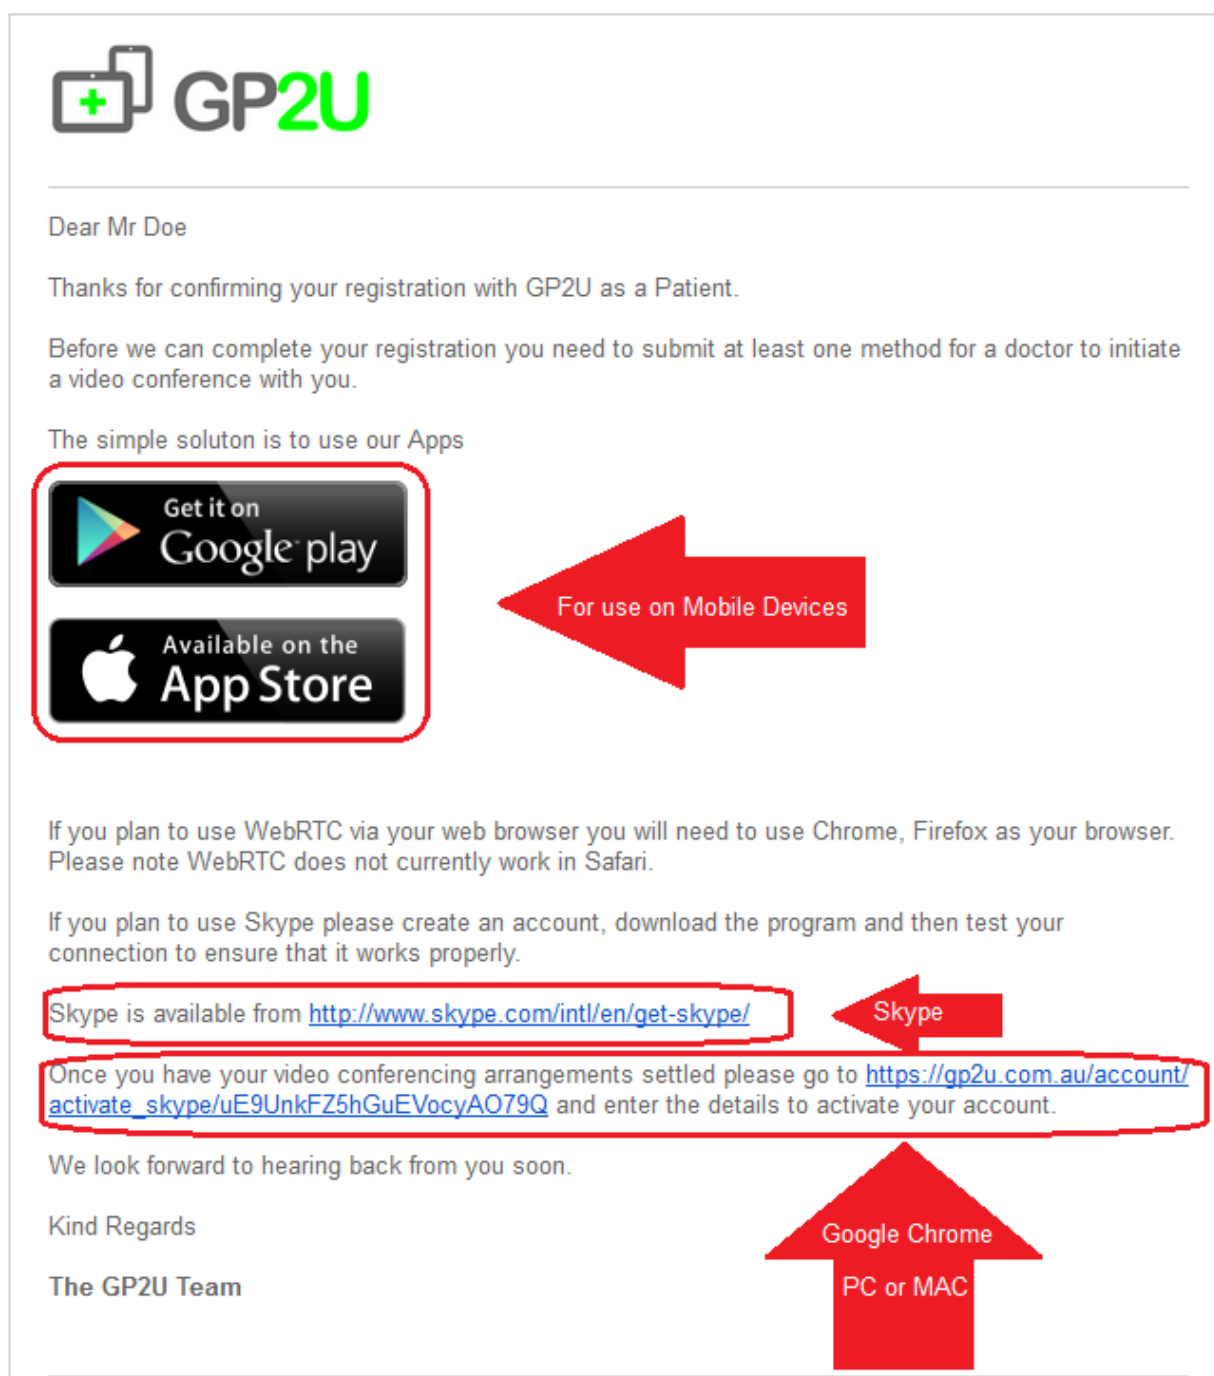 GP2U
Dear Mr Doe
Thanks for confirming your registration with GP2U as a Patient.
Before we can complete your registration you need to submit at least one method for a doctor to initiate
a video conference with you.
The simple soluton is to use our Apps
Get it on
Google play
For use on Mobile Devices
Available on the
App Store
If you plan to use WebRTC via your web browser you will need to use Chrome, Firefox as your browser.
Please note WebRTC does not currently work in Safari.
If you plan to use Skype please create an account, download the program and then test your
connection to ensure that it works properly.
Skype is available from http://www.skype.com/intl/en/get-skype/
Skype
Once you have your video conferencing arrangements settled please go to https://gp2u.com.au/account/
activate_skype/uE9UnkFZ5hGuEVocyAO79Q and enter the details to activate your account.
We look forward to hearing back from you soon.
Kind Regards
Google Chrome
The GP2U Team
PC or MAC